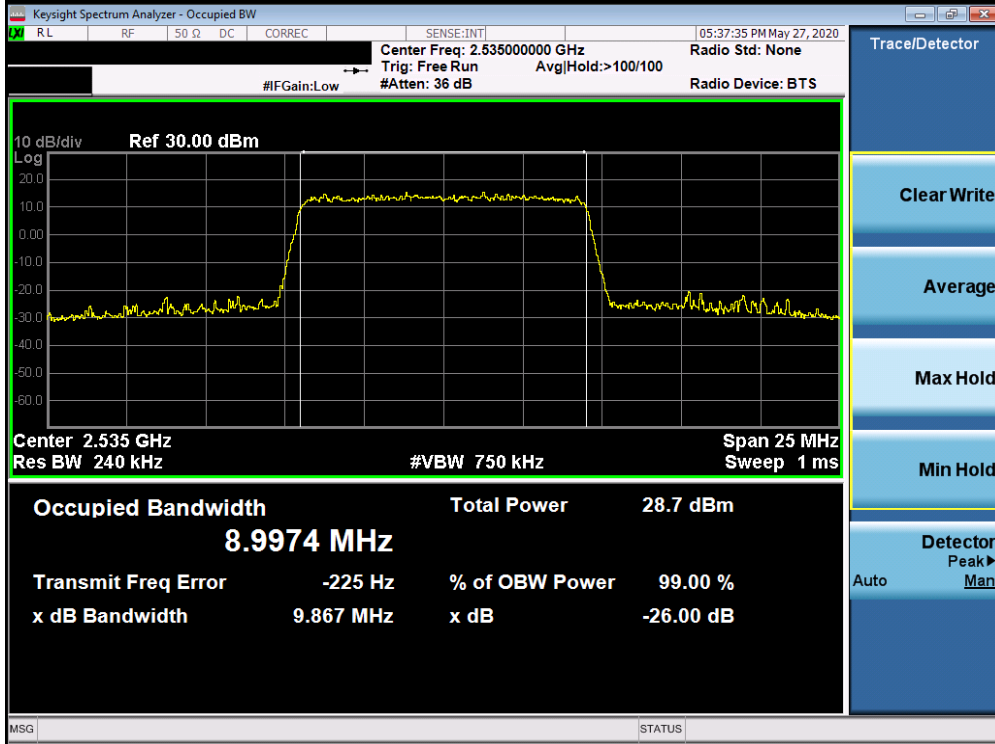 Keysight Spectrum Analyzer - Occupied BW
LXI RL RF 50 Ω DC CORREC SENSE:INT 05:37:35 PM May 27, 2020
Center Freq: 2.535000000 GHz Radio Std: None
Trig: Free Run Avg|Hold:>100/100
#IFGain:Low #Atten: 36 dB Radio Device: BTS
10 dB/div Ref 30.00 dBm
Log
20.0
10.0
0.00
-10.0
-20.0
-30.0
-40.0
-50.0
-60.0
Center 2.535 GHz Span 25 MHz
Res BW 240 kHz #VBW 750 kHz Sweep 1 ms
Occupied Bandwidth Total Power 28.7 dBm
8.9974 MHz
Transmit Freq Error -225 Hz % of OBW Power 99.00 %
x dB Bandwidth 9.867 MHz x dB -26.00 dB
MSG STATUS
Trace/Detector
Clear Write
Average
Max Hold
Min Hold
Detector
Peak▶
Auto Man